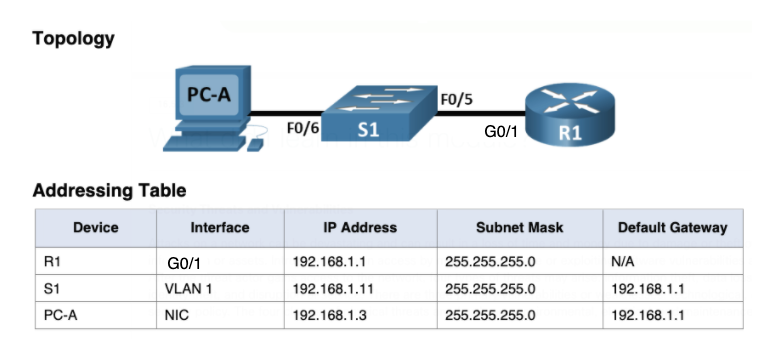 Topology
PC-A
F0/6
S1
F0/5
G0/1
R1
Addressing Table
Device Interface IP Address Subnet Mask Default Gateway
R1 G0/1 192.168.1.1 255.255.255.0 N/A
S1 VLAN 1 192.168.1.11 255.255.255.0 192.168.1.1
PC-A NIC 192.168.1.3 255.255.255.0 192.168.1.1